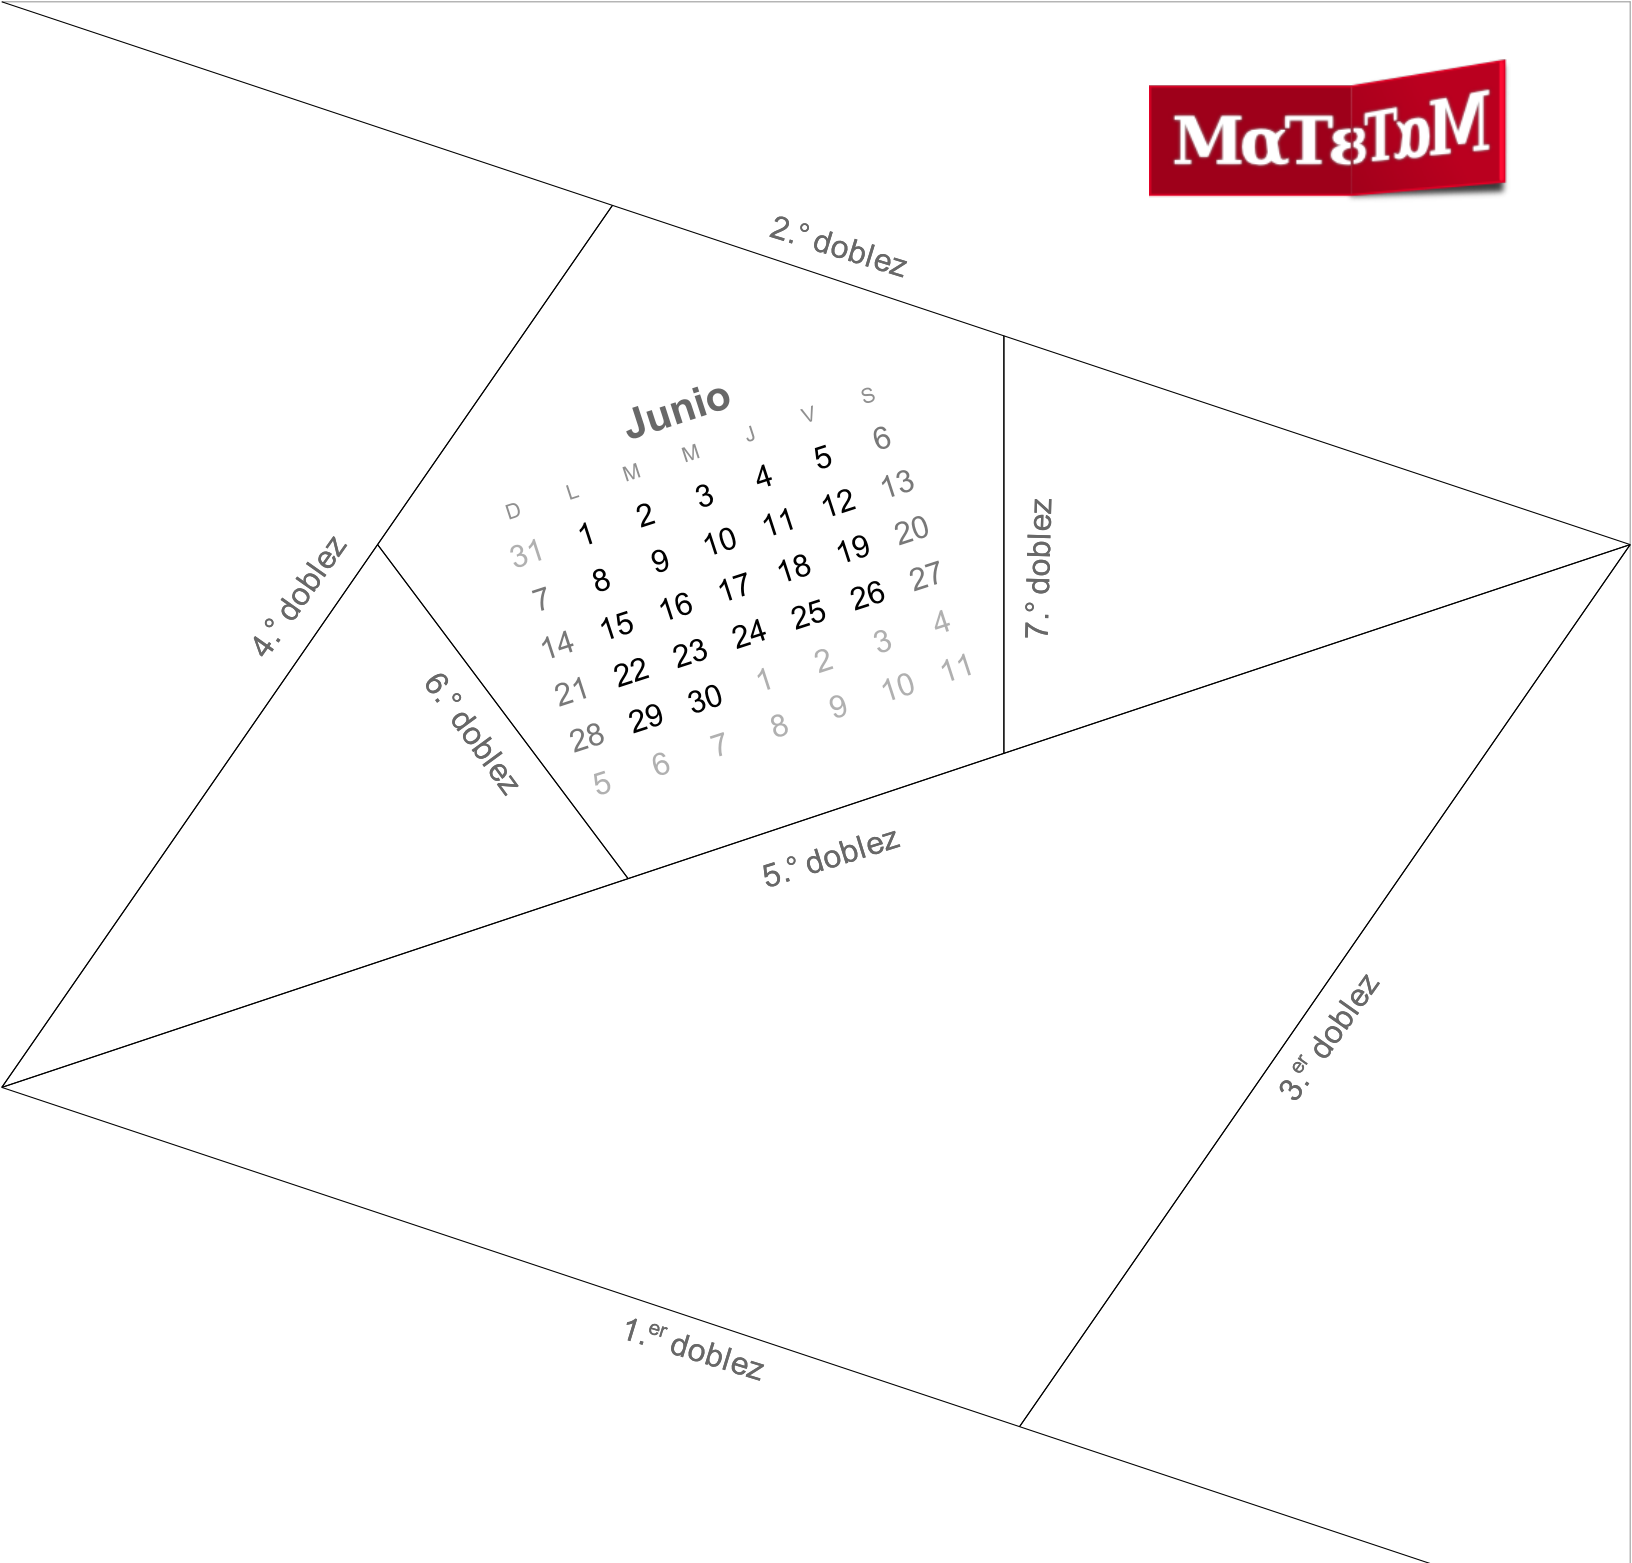 MαTετɒM
2.° doblez
Junio
D L M M J V S
31 1 2 3 4 5 6
7 8 9 10 11 12 13
14 15 16 17 18 19 20
21 22 23 24 25 26 27
28 29 30 1 2 3 4
5 6 7 8 9 10 11
7.° doblez
4.° doblez
6.° doblez
5.° doblez
3.er doblez
1.er doblez